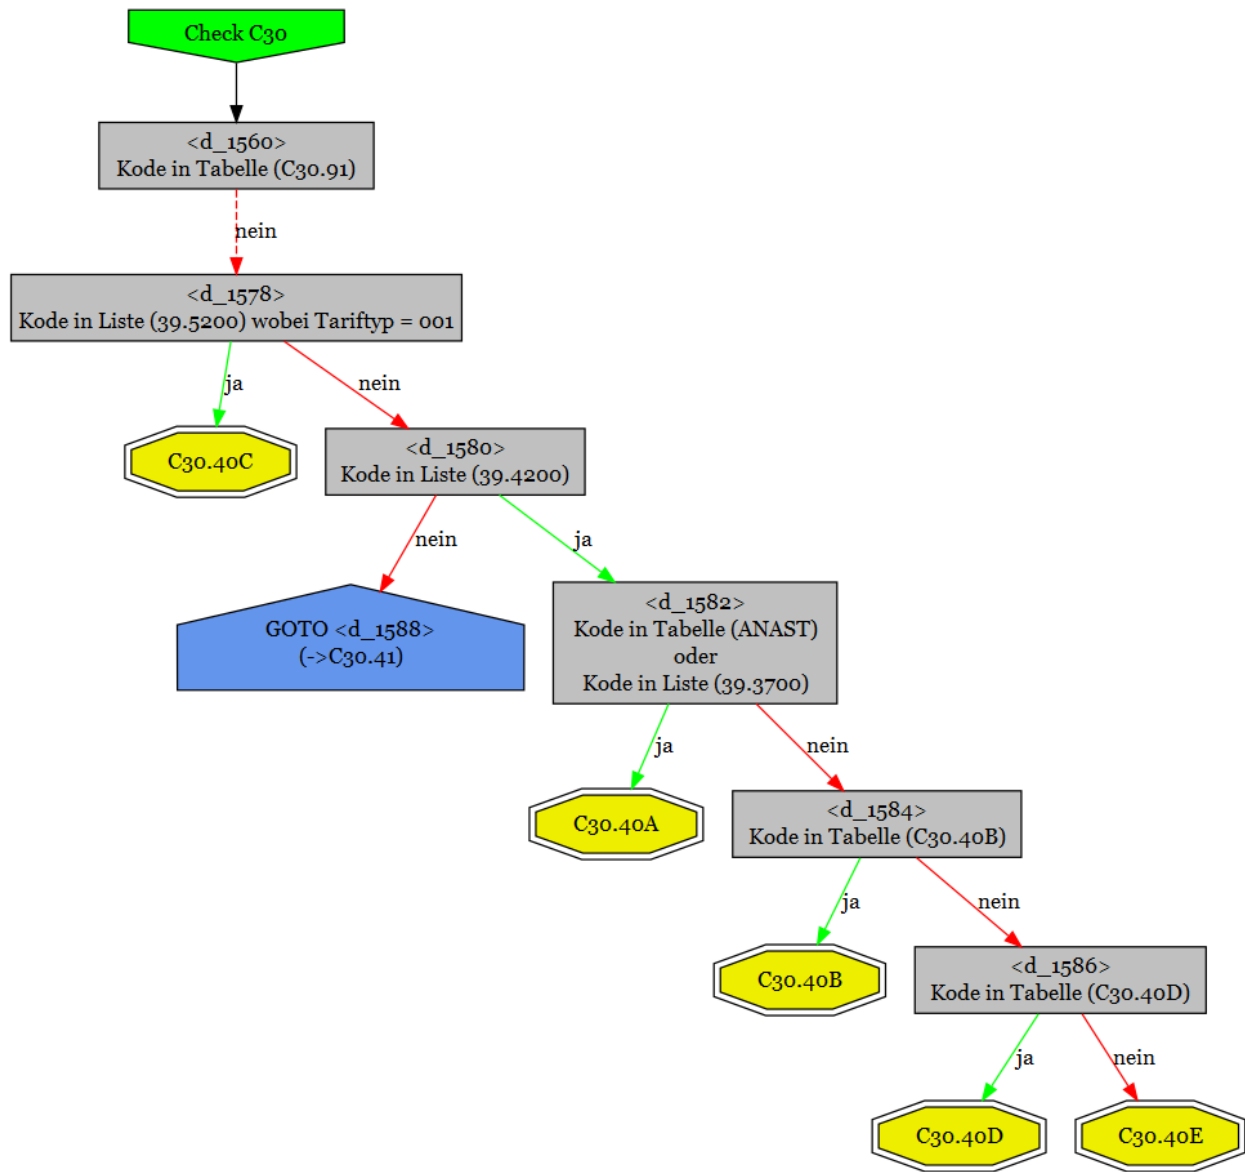 Check C30
<d_1560>
Kode in Tabelle (C30.91)
nein
<d_1578>
Kode in Liste (39.5200) wobei Tariftyp = 001
ja
nein
C30.40C
<d_1580>
Kode in Liste (39.4200)
nein
ja
GOTO <d_1588>
(->C30.41)
<d_1582>
Kode in Tabelle (ANAST)
oder
Kode in Liste (39.3700)
ja
nein
C30.40A
<d_1584>
Kode in Tabelle (C30.40B)
ja
nein
C30.40B
<d_1586>
Kode in Tabelle (C30.40D)
ja
nein
C30.40D
C30.40E